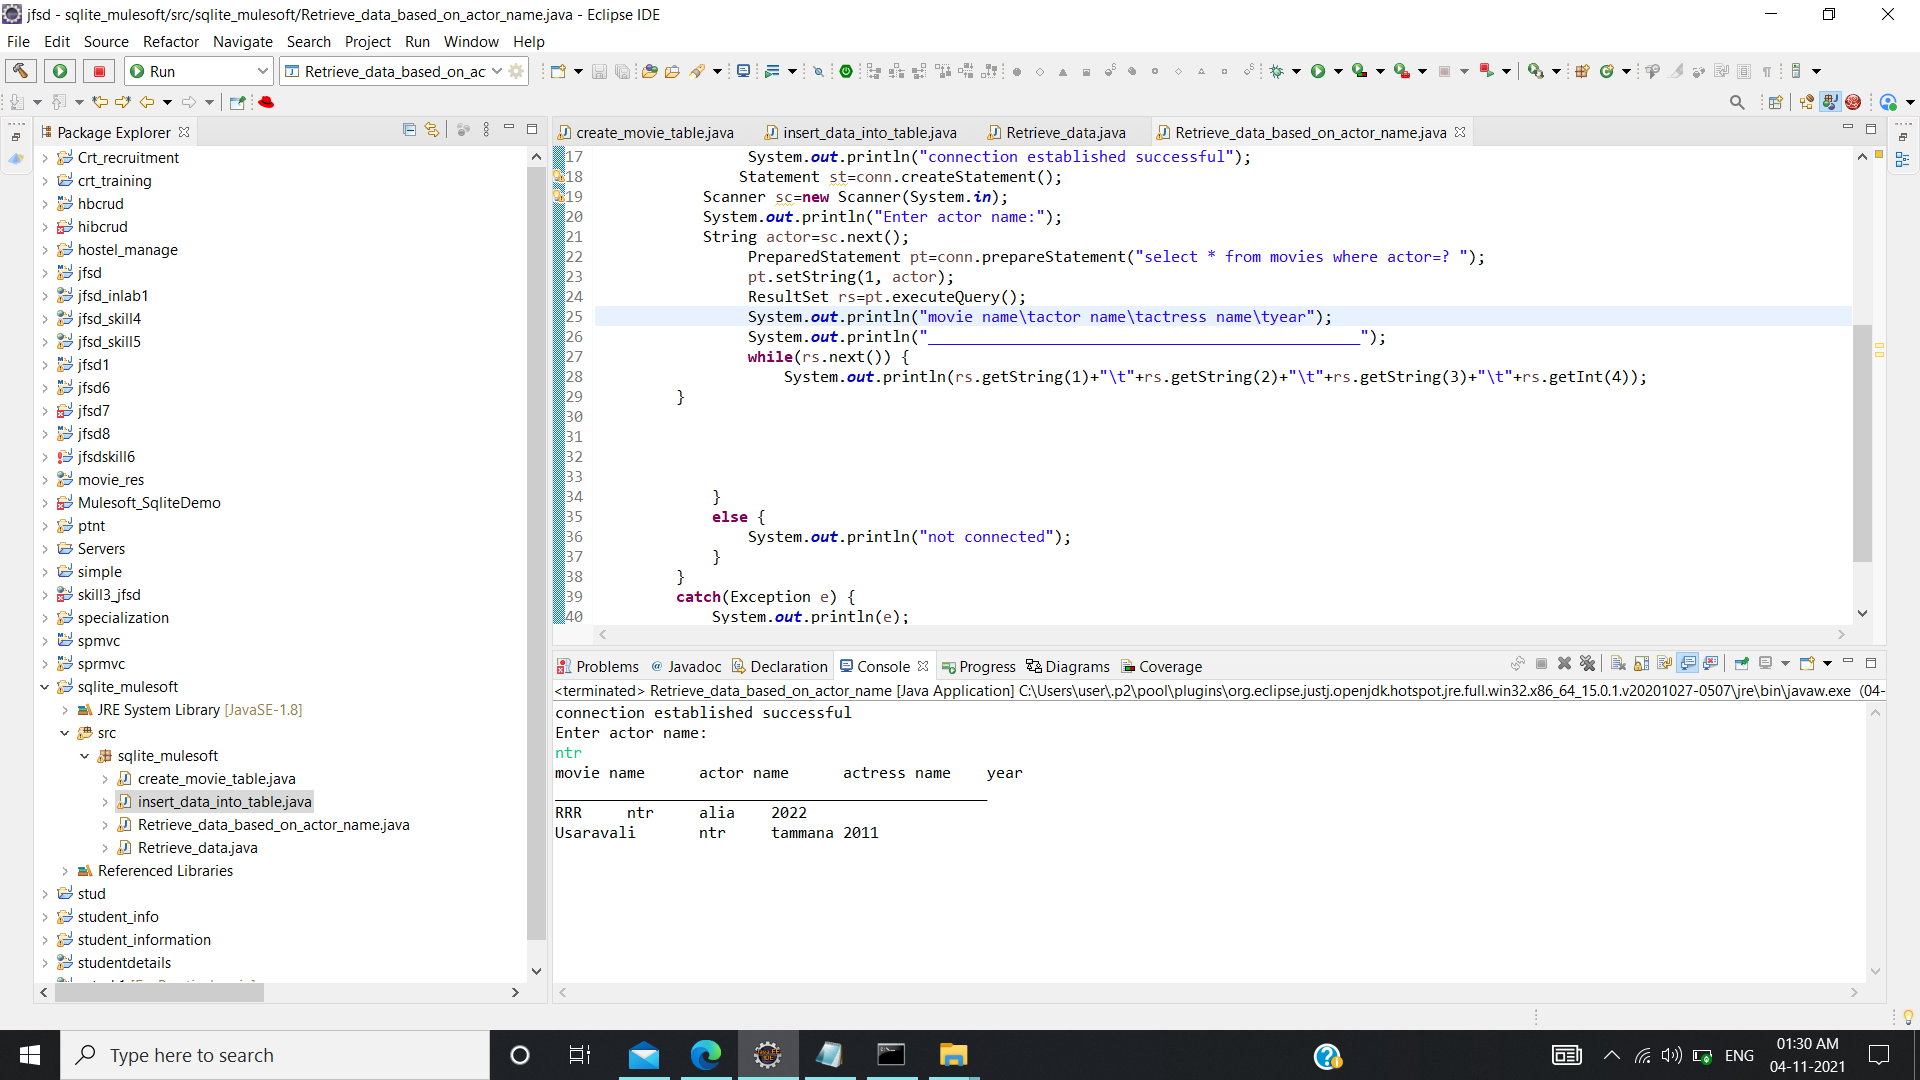 jfsd - sqlite_mulesoft/src/sqlite_mulesoft/Retrieve_data_based_on_actor_name.java - Eclipse IDE
File Edit Source Refactor Navigate Search Project Run Window Help
Run Retrieve_data_based_on_ac
Package Explorer
Crt_recruitment
crt_training
hbcrud
hibcrud
hostel_manage
jfsd
jfsd_inlab1
jfsd_skill4
jfsd_skill5
jfsd1
jfsd6
jfsd7
jfsd8
jfsdskill6
movie_res
Mulesoft_SqliteDemo
ptnt
Servers
simple
skill3_jfsd
specialization
spmvc
sprmvc
sqlite_mulesoft
JRE System Library [JavaSE-1.8]
src
sqlite_mulesoft
create_movie_table.java
insert_data_into_table.java
Retrieve_data_based_on_actor_name.java
Retrieve_data.java
Referenced Libraries
stud
student_info
student_information
studentdetails
create_movie_table.java insert_data_into_table.java Retrieve_data.java Retrieve_data_based_on_actor_name.java
17 System.out.println("connection established successful");
18 Statement st=conn.createStatement();
19 Scanner sc=new Scanner(System.in);
20 System.out.println("Enter actor name:");
21 String actor=sc.next();
22 PreparedStatement pt=conn.prepareStatement("select * from movies where actor=? ");
23 pt.setString(1, actor);
24 ResultSet rs=pt.executeQuery();
25 System.out.println("movie name\tactor name\tactress name\tyear");
26 System.out.println("________________________________________________");
27 while(rs.next()) {
28 System.out.println(rs.getString(1)+"\t"+rs.getString(2)+"\t"+rs.getString(3)+"\t"+rs.getInt(4));
29 }
30
31
32
33
34 }
35 else {
36 System.out.println("not connected");
37 }
38 }
39 catch(Exception e) {
40 System.out.println(e);
Problems @ Javadoc Declaration Console Progress Diagrams Coverage
<terminated> Retrieve_data_based_on_actor_name [Java Application] C:\Users\user\.p2\pool\plugins\org.eclipse.justj.openjdk.hotspot.jre.full.win32.x86_64_15.0.1.v20201027-0507\jre\bin\javaw.exe (04-
connection established successful
Enter actor name:
ntr
movie name actor name actress name year
________________________________________________
RRR ntr alia 2022
Usaravali ntr tammana 2011
Type here to search
ENG
01:30 AM
04-11-2021